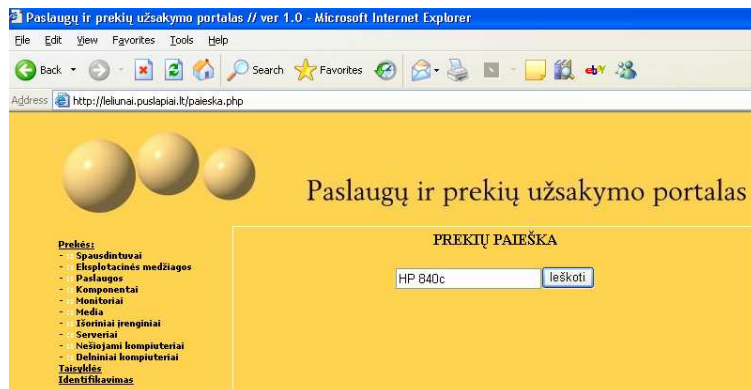 Paslaugų ir prekių užsakymo portalas // ver 1.0 - Microsoft Internet Explorer
File Edit View Favorites Tools Help
Back Search Favorites ebY
Address http://leliunai.puslapiai.lt/paieska.php
Paslaugų ir prekių užsakymo portalas
PREKIŲ PAIEŠKA
HP 840c Ieškoti
Prekės:
- :: Spausdintuvai
- :: Eksplotacinės medžiagos
- :: Paslaugos
- :: Komponentai
- :: Monitoriai
- :: Media
- :: Išoriniai įrenginiai
- :: Serveriai
- :: Nešiojami kompiuteriai
- :: Delniniai kompiuteriai
Taisyklės
Identifikavimas